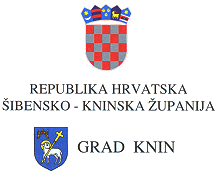 REPUBLIKA HRVATSKA
ŠIBENSKO - KNINSKA ŽUPANIJA
GRAD KNIN